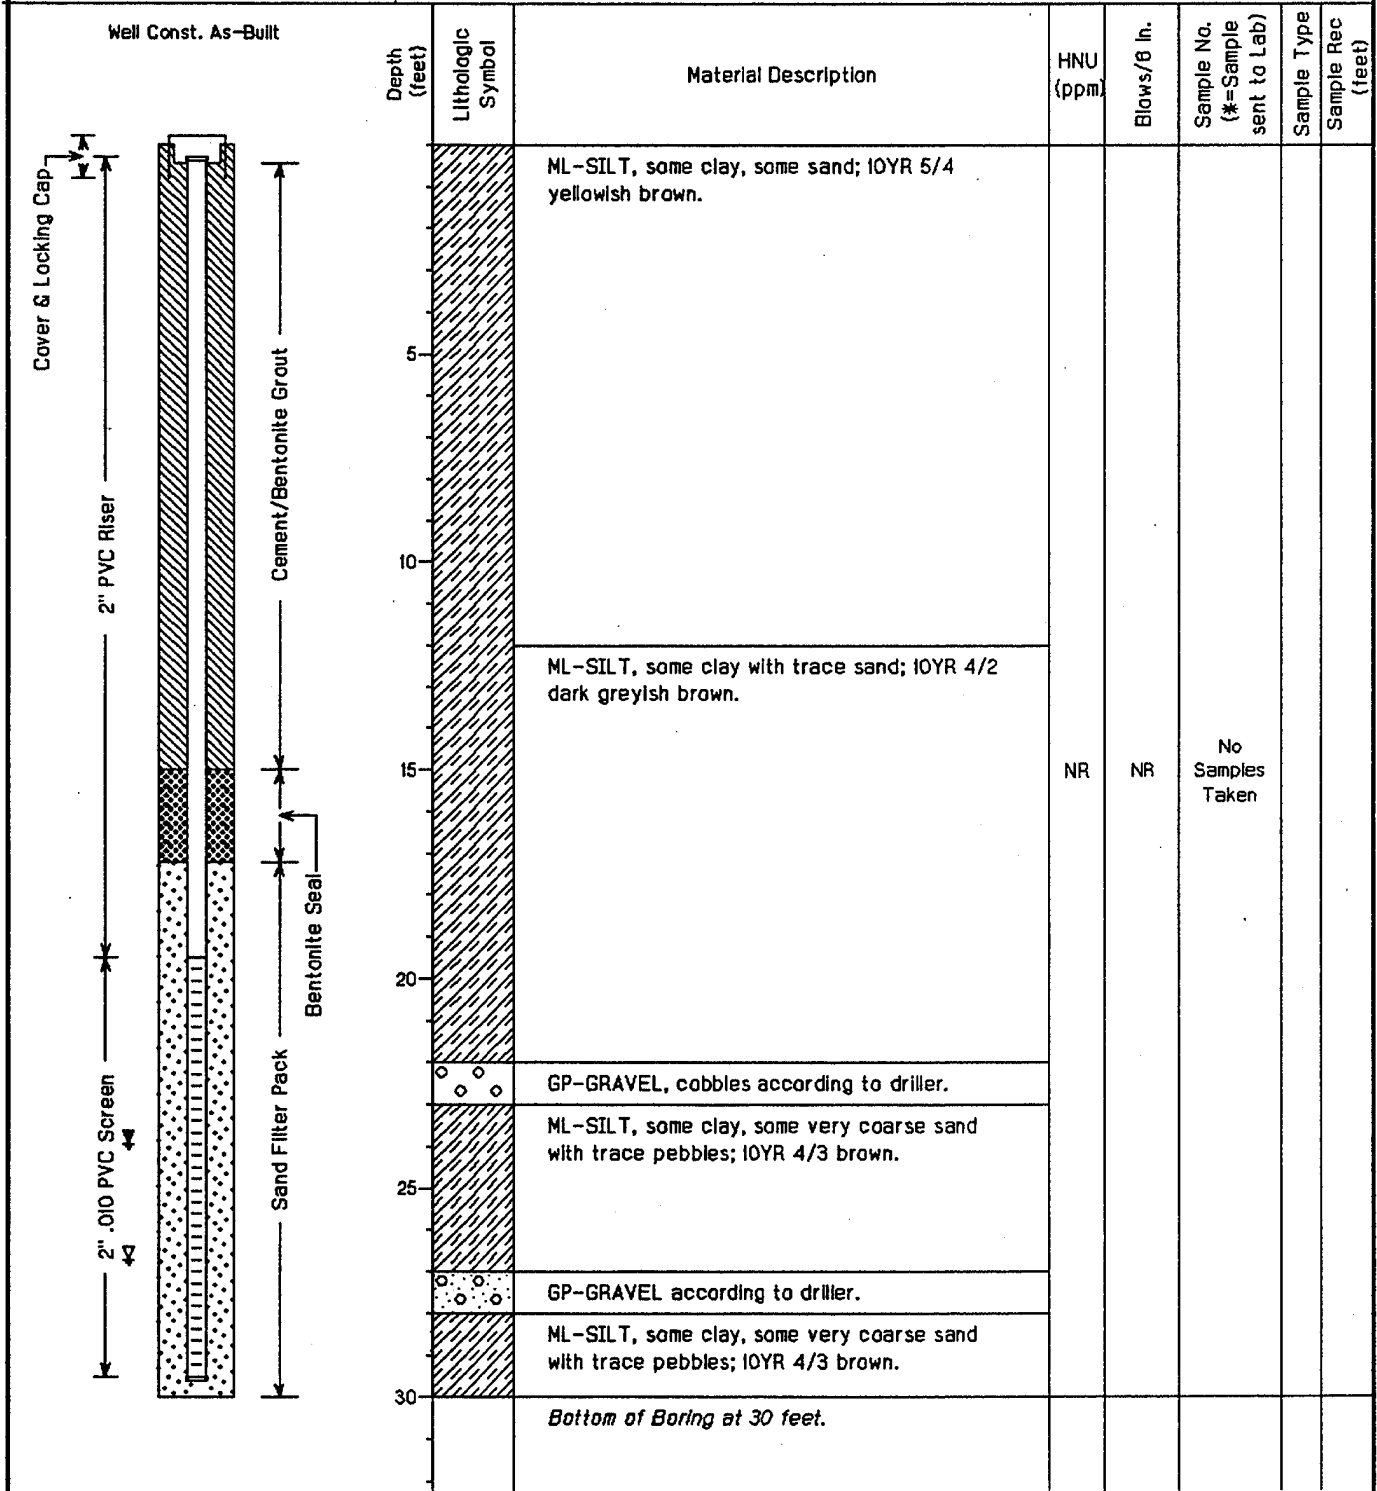 Well Const. As-Built
Depth
(feet)
Lithologic
Symbol
Material Description
HNU
(ppm)
Blows/6 In.
Sample No.
(*=Sample
sent to Lab)
Sample Type
Sample Rec
(feet)
Cover & Locking Cap
2" PVC Riser
Cement/Bentonite Grout
Bentonite Seal
2" .010 PVC Screen
Sand Filter Pack
5
10
15
20
25
30
ML-SILT, some clay, some sand; 10YR 5/4
yellowish brown.
ML-SILT, some clay with trace sand; 10YR 4/2
dark greyish brown.
NR
NR
No
Samples
Taken
GP-GRAVEL, cobbles according to driller.
ML-SILT, some clay, some very coarse sand
with trace pebbles; 10YR 4/3 brown.
GP-GRAVEL according to driller.
ML-SILT, some clay, some very coarse sand
with trace pebbles; 10YR 4/3 brown.
Bottom of Boring at 30 feet.